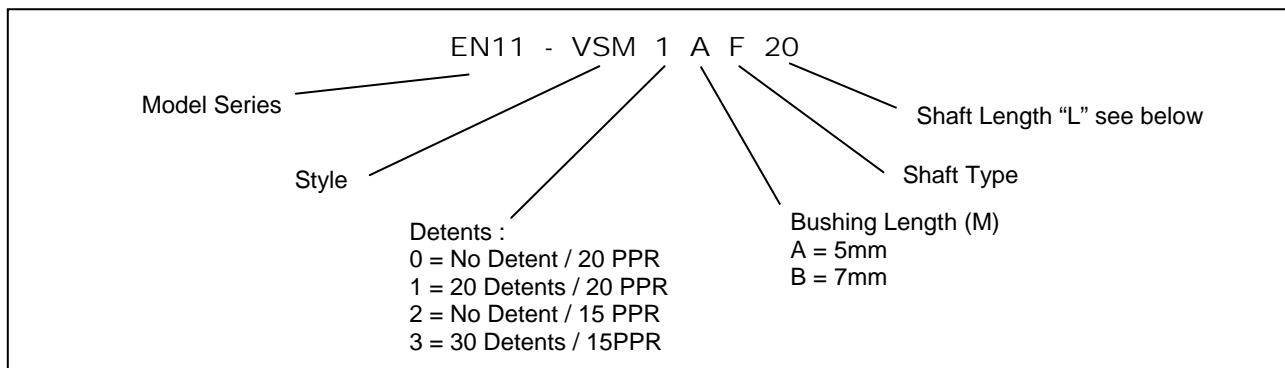 EN11 - VSM 1 A F 20
Model Series
Shaft Length “L” see below
Style
Shaft Type
Detents :
0 = No Detent / 20 PPR
1 = 20 Detents / 20 PPR
2 = No Detent / 15 PPR
3 = 30 Detents / 15PPR
Bushing Length (M)
A = 5mm
B = 7mm